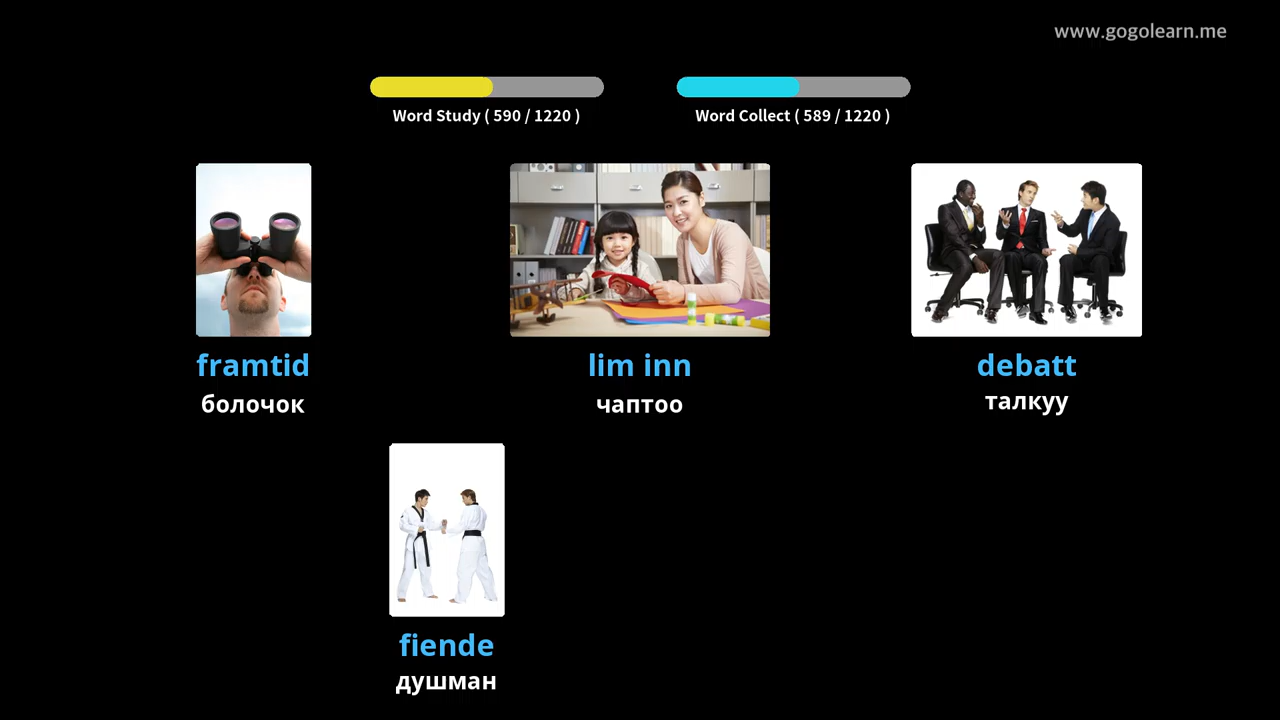 www.gogolearn.me
Word Study ( 590 / 1220 )
Word Collect ( 589 / 1220 )
framtid
болочок
lim inn
чаптоо
debatt
талкуу
fiende
душман